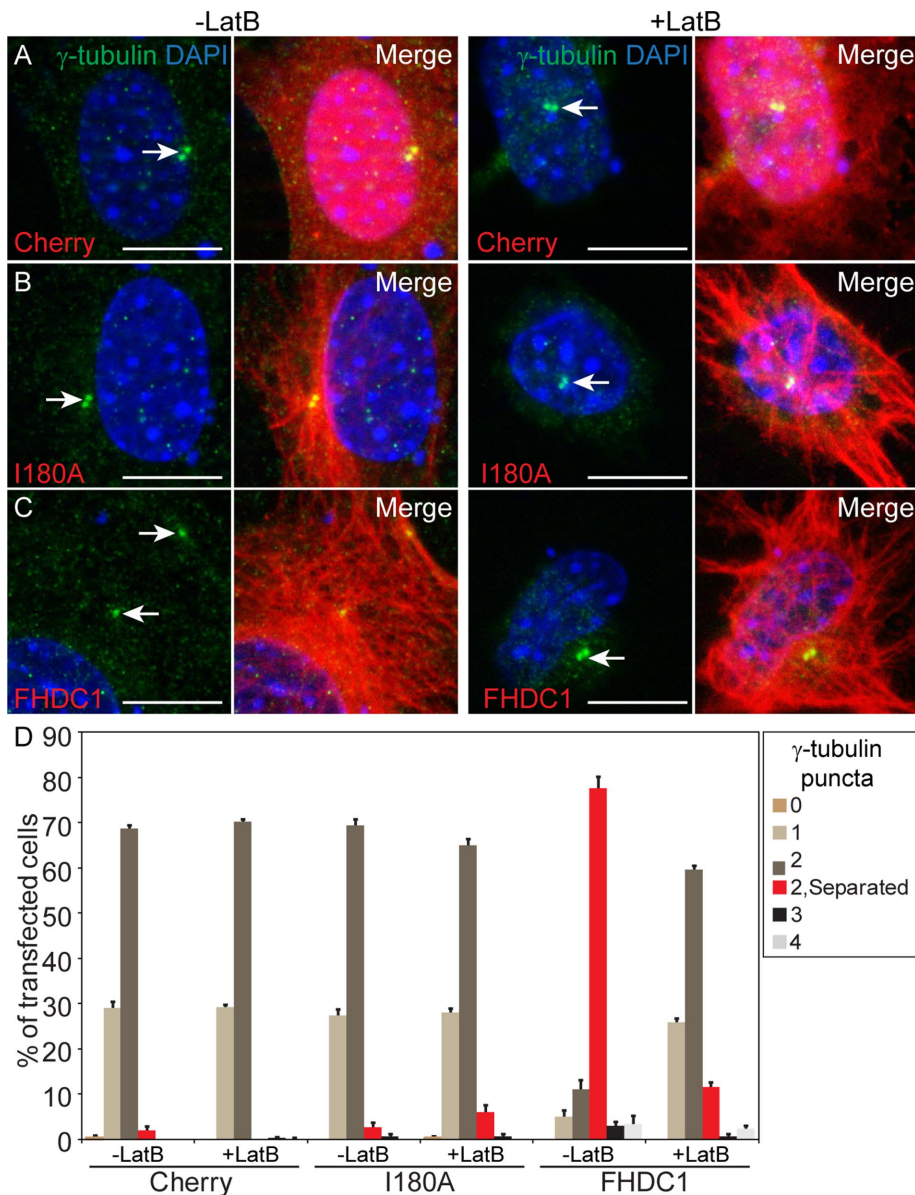 -LatB +LatB
A γ-tubulin DAPI Merge γ-tubulin DAPI Merge
Cherry Cherry
B Merge Merge
I180A I180A
C Merge Merge
FHDC1 FHDC1
D
% of transfected cells
90
80
70
60
50
40
30
20
10
0
-LatB +LatB -LatB +LatB -LatB +LatB
Cherry I180A FHDC1
γ-tubulin
puncta
0
1
2
2,Separated
3
4